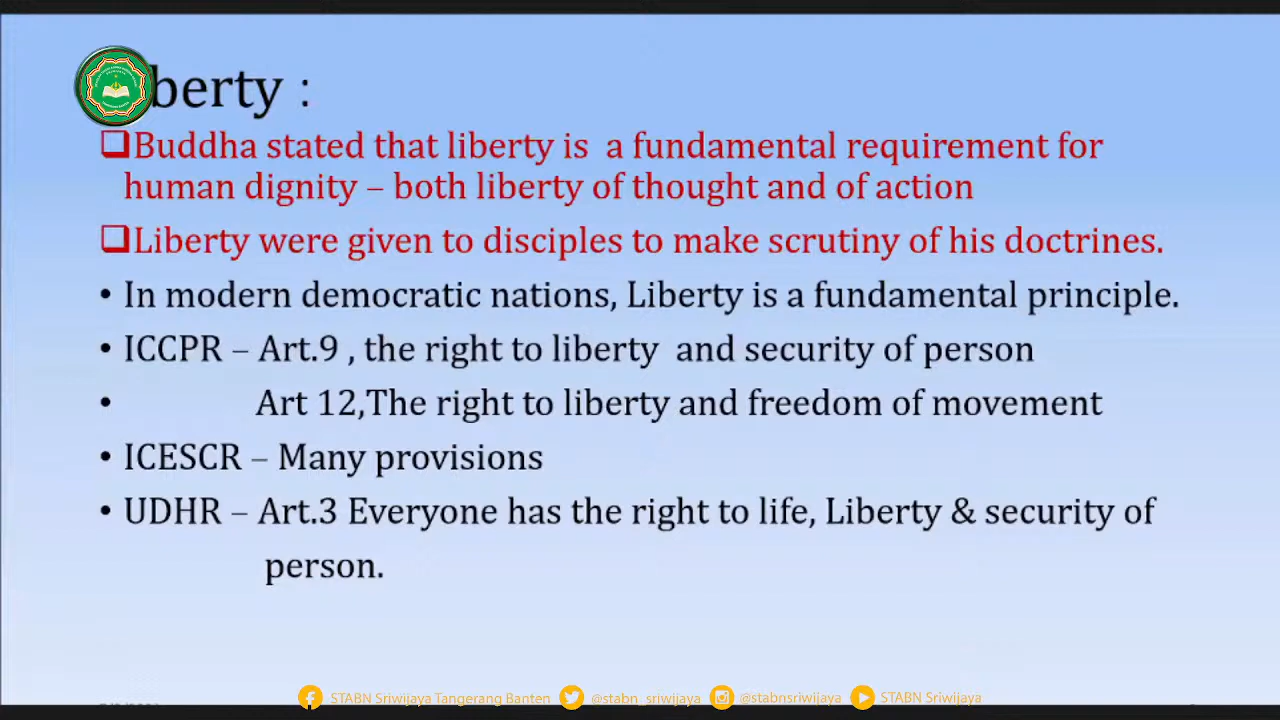 berty :
❑Buddha stated that liberty is a fundamental requirement for
human dignity – both liberty of thought and of action
❑Liberty were given to disciples to make scrutiny of his doctrines.
• In modern democratic nations, Liberty is a fundamental principle.
• ICCPR – Art.9 , the right to liberty and security of person
• Art 12,The right to liberty and freedom of movement
• ICESCR – Many provisions
• UDHR – Art.3 Everyone has the right to life, Liberty & security of
person.
STABN Sriwijaya Tangerang Banten @stabn_sriwijaya @stabnsriwijaya STABN Sriwijaya